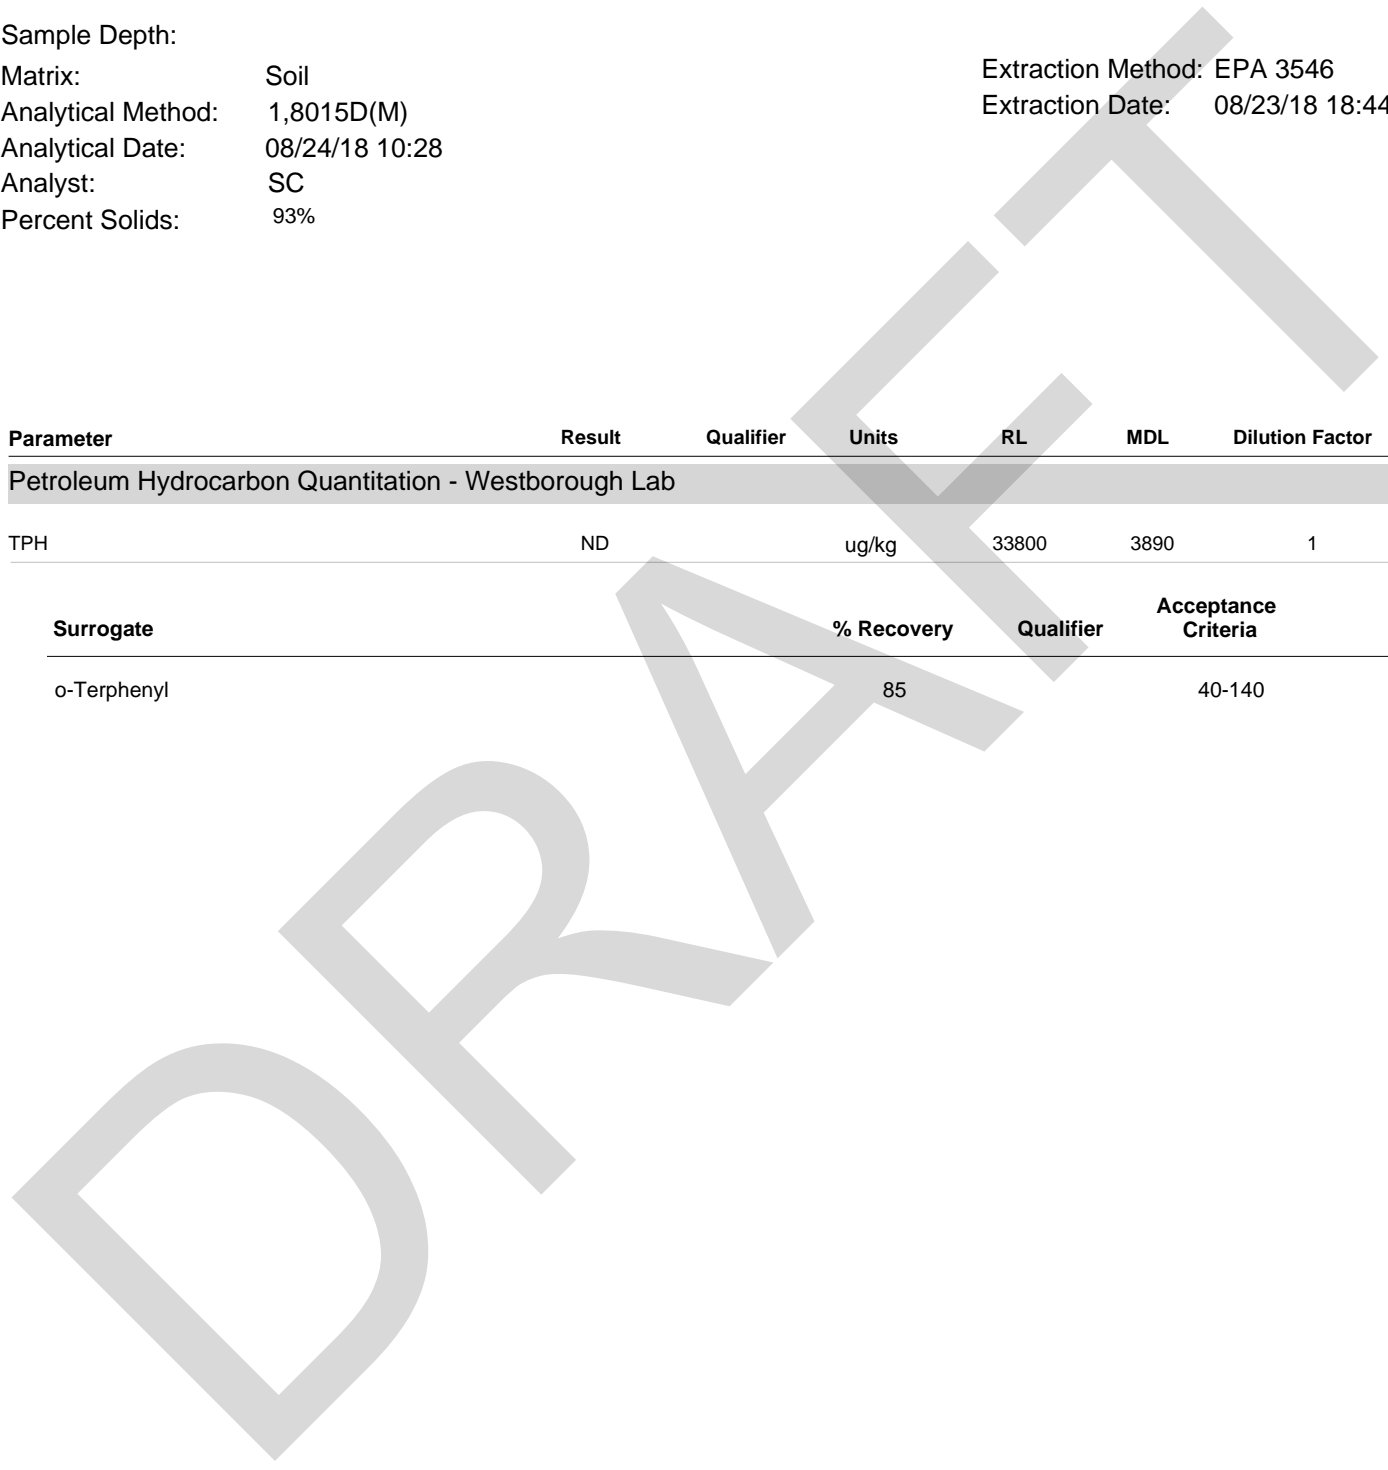 Sample Depth:
Matrix: Soil
Extraction Method: EPA 3546
Analytical Method: 1,8015D(M)
Extraction Date: 08/23/18 18:44
Analytical Date: 08/24/18 10:28
Analyst: SC
Percent Solids: 93%
Parameter Result Qualifier Units RL MDL Dilution Factor
Petroleum Hydrocarbon Quantitation - Westborough Lab
TPH ND ug/kg 33800 3890 1
Surrogate % Recovery Qualifier Acceptance Criteria
o-Terphenyl 85 40-140
DRAFT